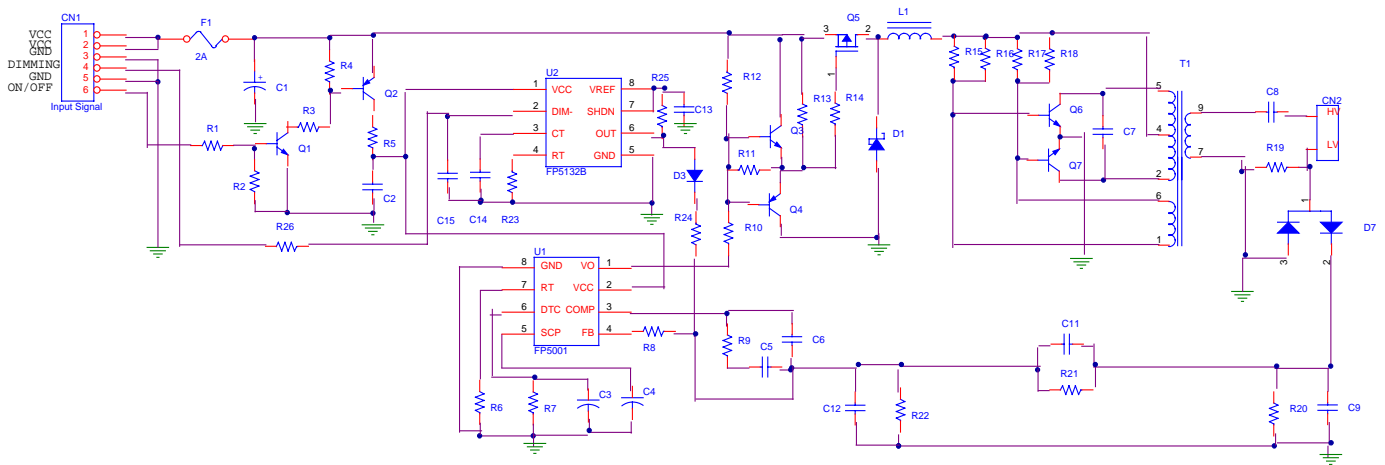 CN1
VCC 1
VCC 2
GND 3
DIMMING 4
GND 5
ON/OFF 6
Input Signal
F1
2A
C1
R1
R2
R3
Q1
R4
Q2
R5
C2
R26
U2
1 VCC VREF 8
2 DIM- SHDN 7
3 CT OUT 6
4 RT GND 5
FP5132B
R25
C13
C15
C14
R23
D3
R24
R12
R11
R10
Q3
Q4
R13
R14
3 Q5 2
1
L1
D1
R15
R16
R17
R18
Q6
Q7
C7
T1
5
4
2
6
1
9
7
C8
CN2
HV
LV
R19
1
D7
3
2
U1
8 GND VO 1
7 RT VCC 2
6 DTC COMP 3
5 SCP FB 4
FP5001
R8
R6
R7
C3
C4
R9
C5
C6
C12
R22
C11
R21
R20
C9